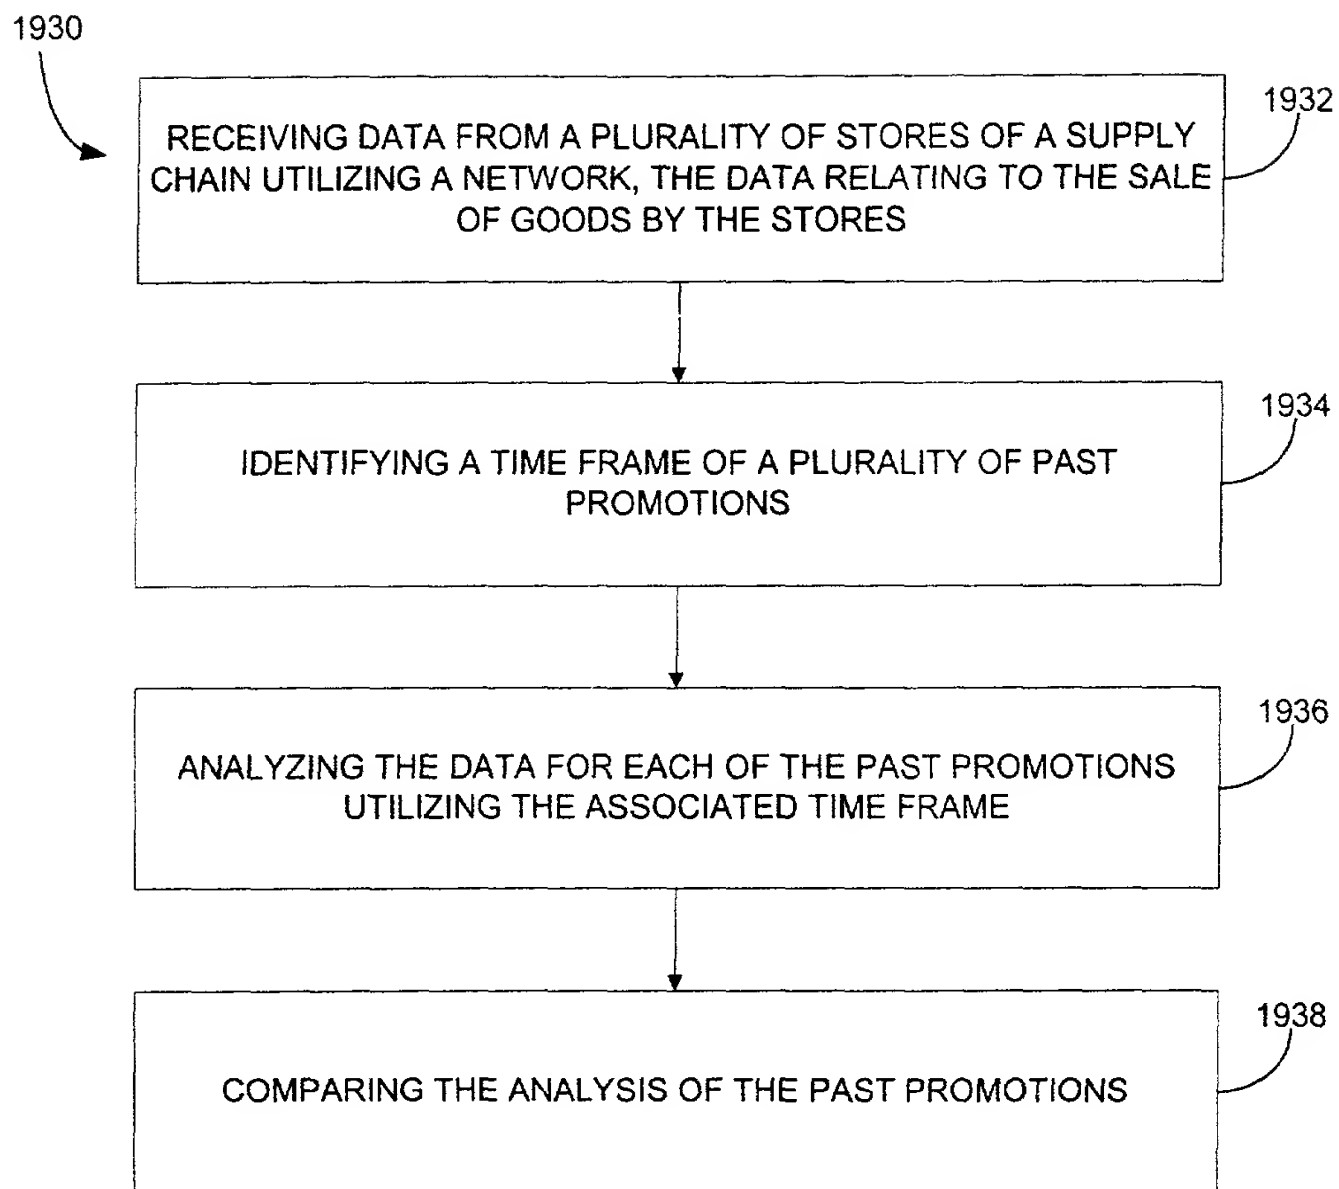 1930
1932
RECEIVING DATA FROM A PLURALITY OF STORES OF A SUPPLY
CHAIN UTILIZING A NETWORK, THE DATA RELATING TO THE SALE
OF GOODS BY THE STORES
1934
IDENTIFYING A TIME FRAME OF A PLURALITY OF PAST
PROMOTIONS
1936
ANALYZING THE DATA FOR EACH OF THE PAST PROMOTIONS
UTILIZING THE ASSOCIATED TIME FRAME
1938
COMPARING THE ANALYSIS OF THE PAST PROMOTIONS